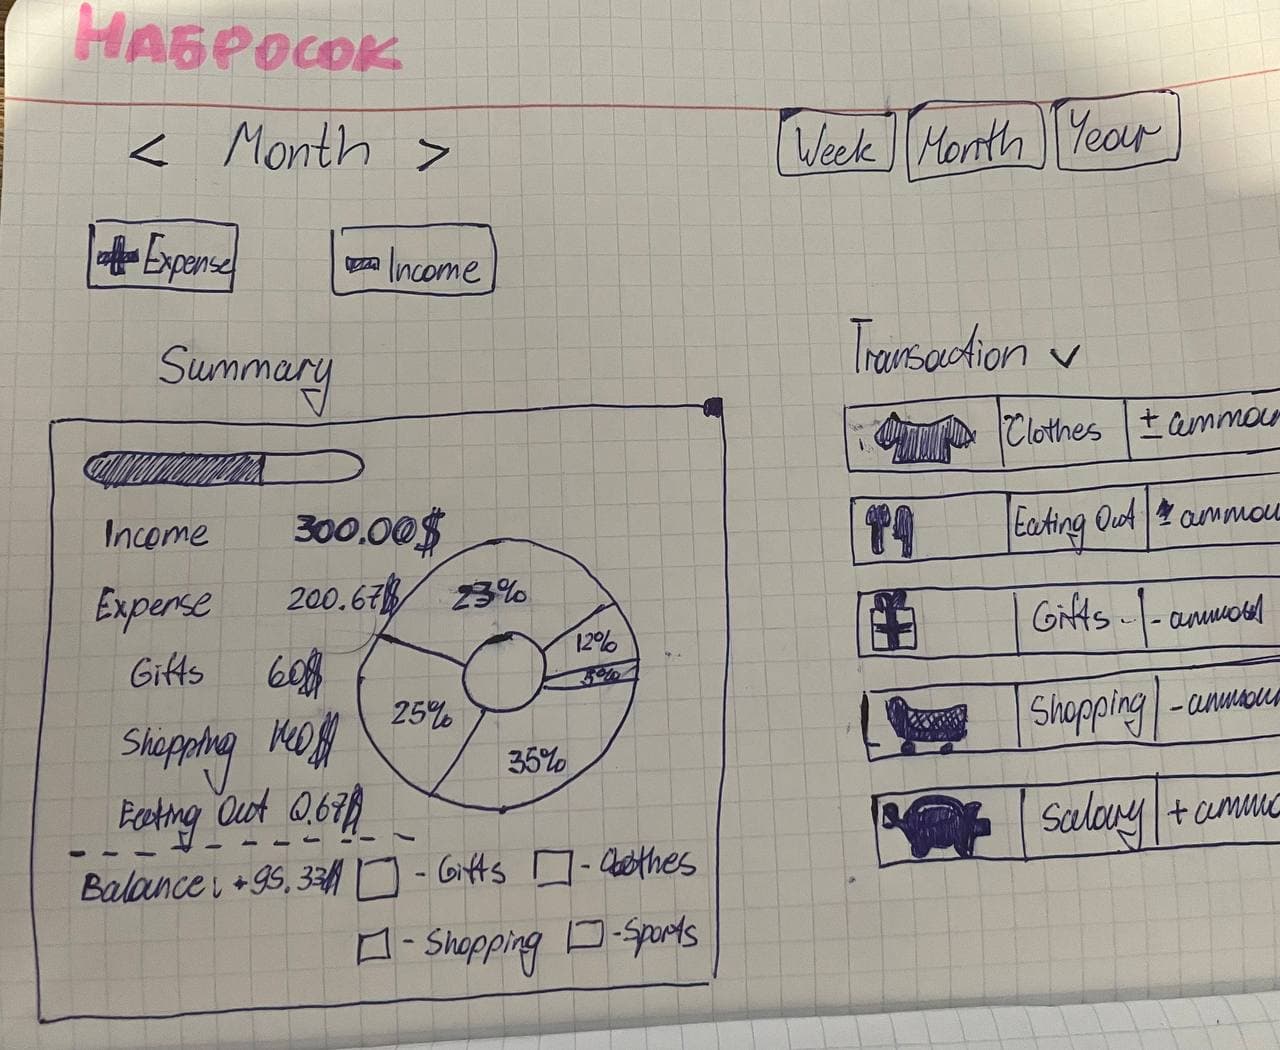 НАБРОСОК
< Month >
Week Month Year
+ Expense
- Income
Summary
Income 300.00$
Expense 200.67$
Gifts 60$
Shopping 140$
Eating Out 0.67$
Balance: +95.33$
23%
12%
5%
35%
25%
- Gifts
- Clothes
- Shopping
- Sports
Transaction
Clothes ± ammou
Eating Out ± ammou
Gifts - ammou
Shopping - ammou
Salary + ammo